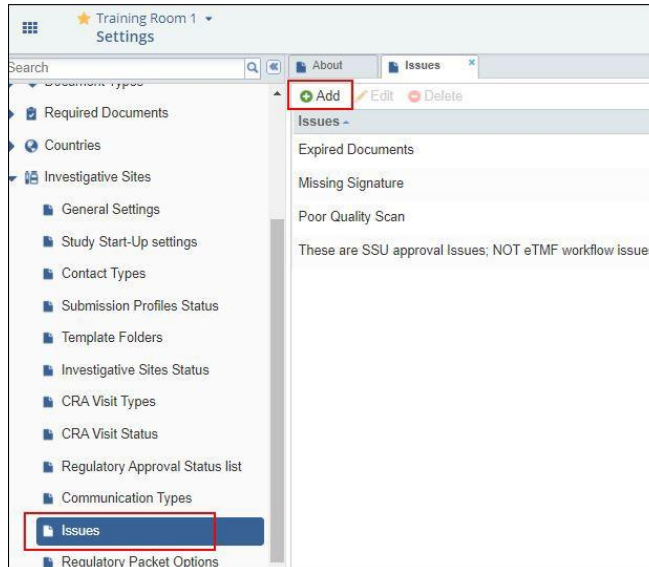 Training Room 1
Settings
Search
About
Issues
Document Types
Add
Edit
Delete
Required Documents
Issues
Countries
Expired Documents
Investigative Sites
Missing Signature
General Settings
Poor Quality Scan
Study Start-Up settings
These are SSU approval Issues; NOT eTMF workflow issues
Contact Types
Submission Profiles Status
Template Folders
Investigative Sites Status
CRA Visit Types
CRA Visit Status
Regulatory Approval Status list
Communication Types
Issues
Regulatory Packet Options